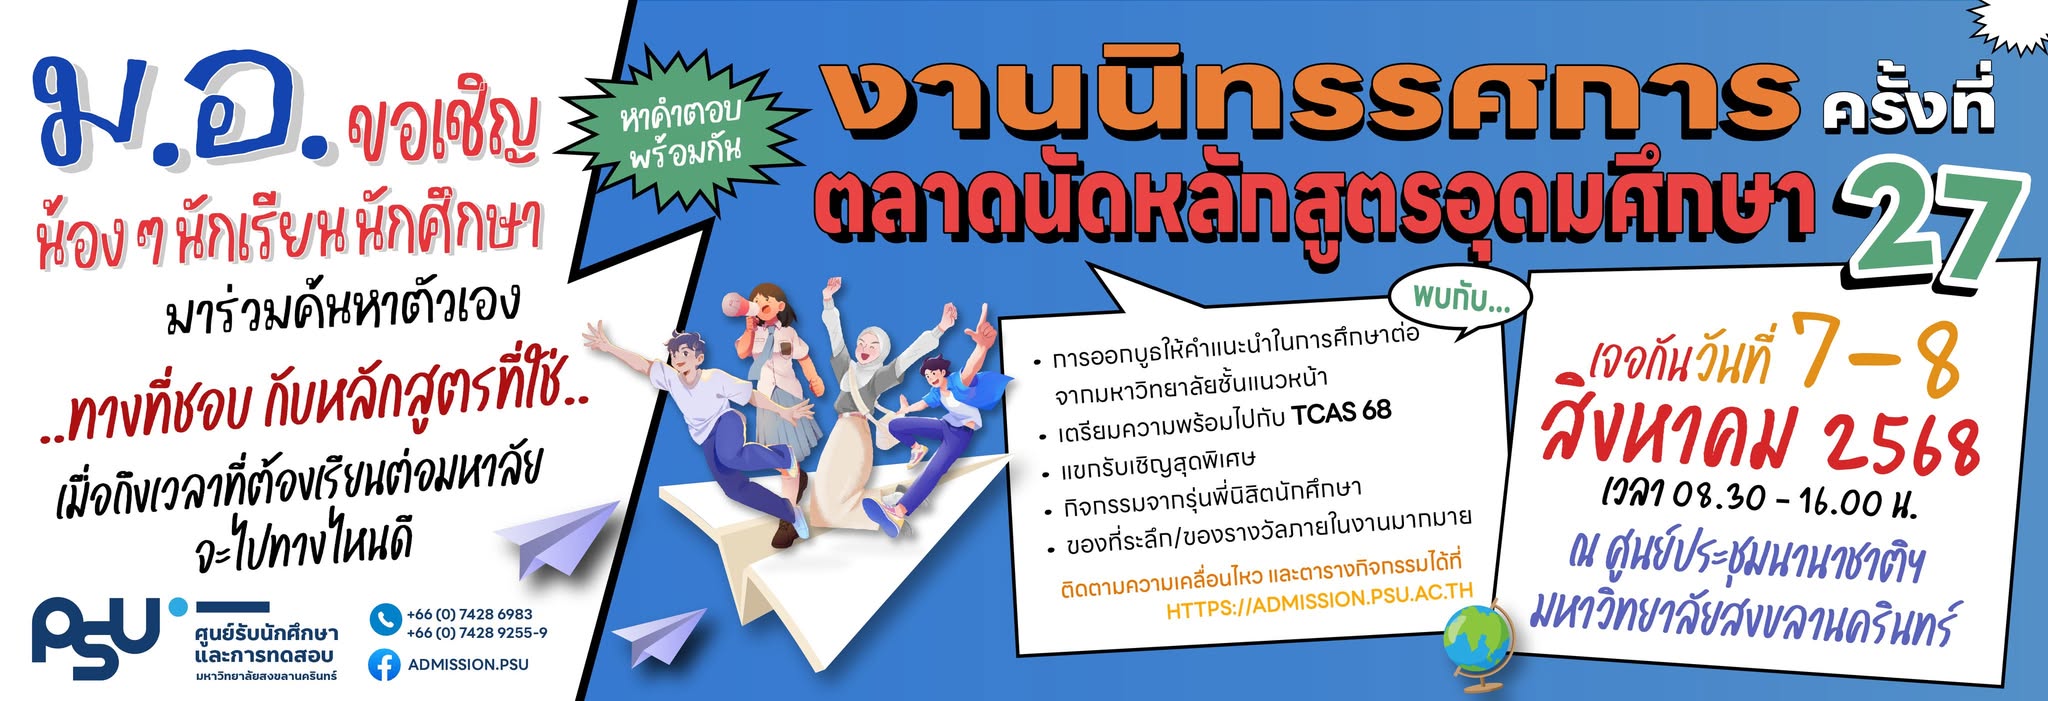 ม.อ. ขอเชิญ
น้อง ๆ นักเรียน นักศึกษา
มาร่วมค้นหาตัวเอง
..ทางที่ชอบ กับหลักสูตรที่ใช่..
เมื่อถึงเวลาที่ต้องเรียนต่อมหาลัย
จะไปทางไหนดี
PSU
ศูนย์รับนักศึกษา
และการทดสอบ
มหาวิทยาลัยสงขลานครินทร์
+66 (0) 7428 6983
+66 (0) 7428 9255-9
ADMISSION.PSU
หาคำตอบ
พร้อมกัน
งานนิทรรศการ ครั้งที่
ตลาดนัดหลักสูตรอุดมศึกษา 27
พบกับ...
• การออกบูธให้คำแนะนำในการศึกษาต่อ
จากมหาวิทยาลัยชั้นแนวหน้า
• เตรียมความพร้อมไปกับ TCAS 68
• แขกรับเชิญสุดพิเศษ
• กิจกรรมจากรุ่นพี่นิสิตนักศึกษา
• ของที่ระลึก/ของรางวัลภายในงานมากมาย
ติดตามความเคลื่อนไหว และตารางกิจกรรมได้ที่
HTTPS://ADMISSION.PSU.AC.TH
เจอกันวันที่ 7-8
สิงหาคม 2568
เวลา 08.30 - 16.00 น.
ณ ศูนย์ประชุมนานาชาติฯ
มหาวิทยาลัยสงขลานครินทร์